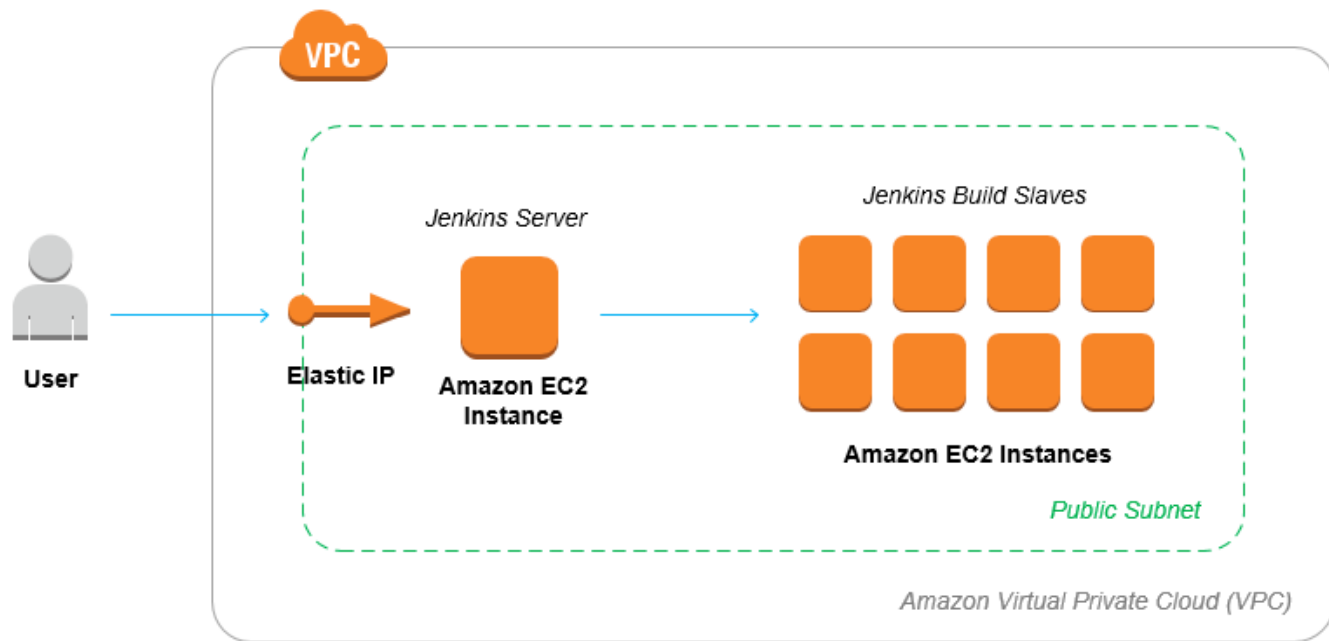 VPC
Jenkins Server
Jenkins Build Slaves
User
Elastic IP
Amazon EC2
Instance
Amazon EC2 Instances
Public Subnet
Amazon Virtual Private Cloud (VPC)